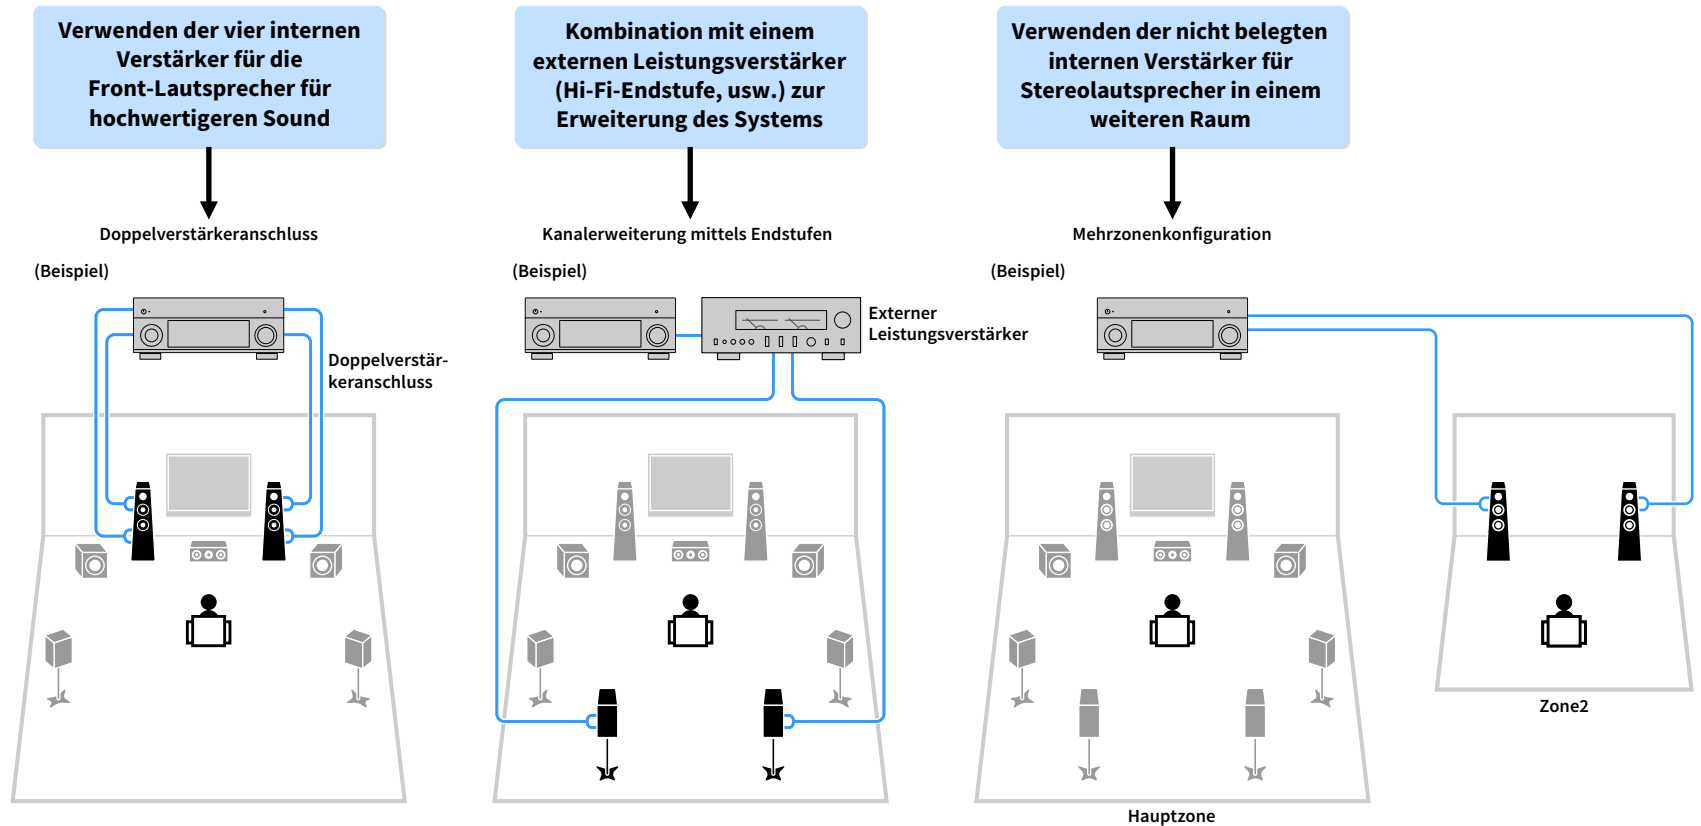 Verwenden der vier internen
Verstärker für die
Front-Lautsprecher für
hochwertigeren Sound
Doppelverstärkeranschluss
(Beispiel)
Doppelverstär-
keranschluss
Kombination mit einem
externen Leistungsverstärker
(Hi-Fi-Endstufe, usw.) zur
Erweiterung des Systems
Kanalerweiterung mittels Endstufen
(Beispiel)
Externer
Leistungsverstärker
Verwenden der nicht belegten
internen Verstärker für
Stereolautsprecher in einem
weiteren Raum
Mehrzonenkonfiguration
(Beispiel)
Zone2
Hauptzone